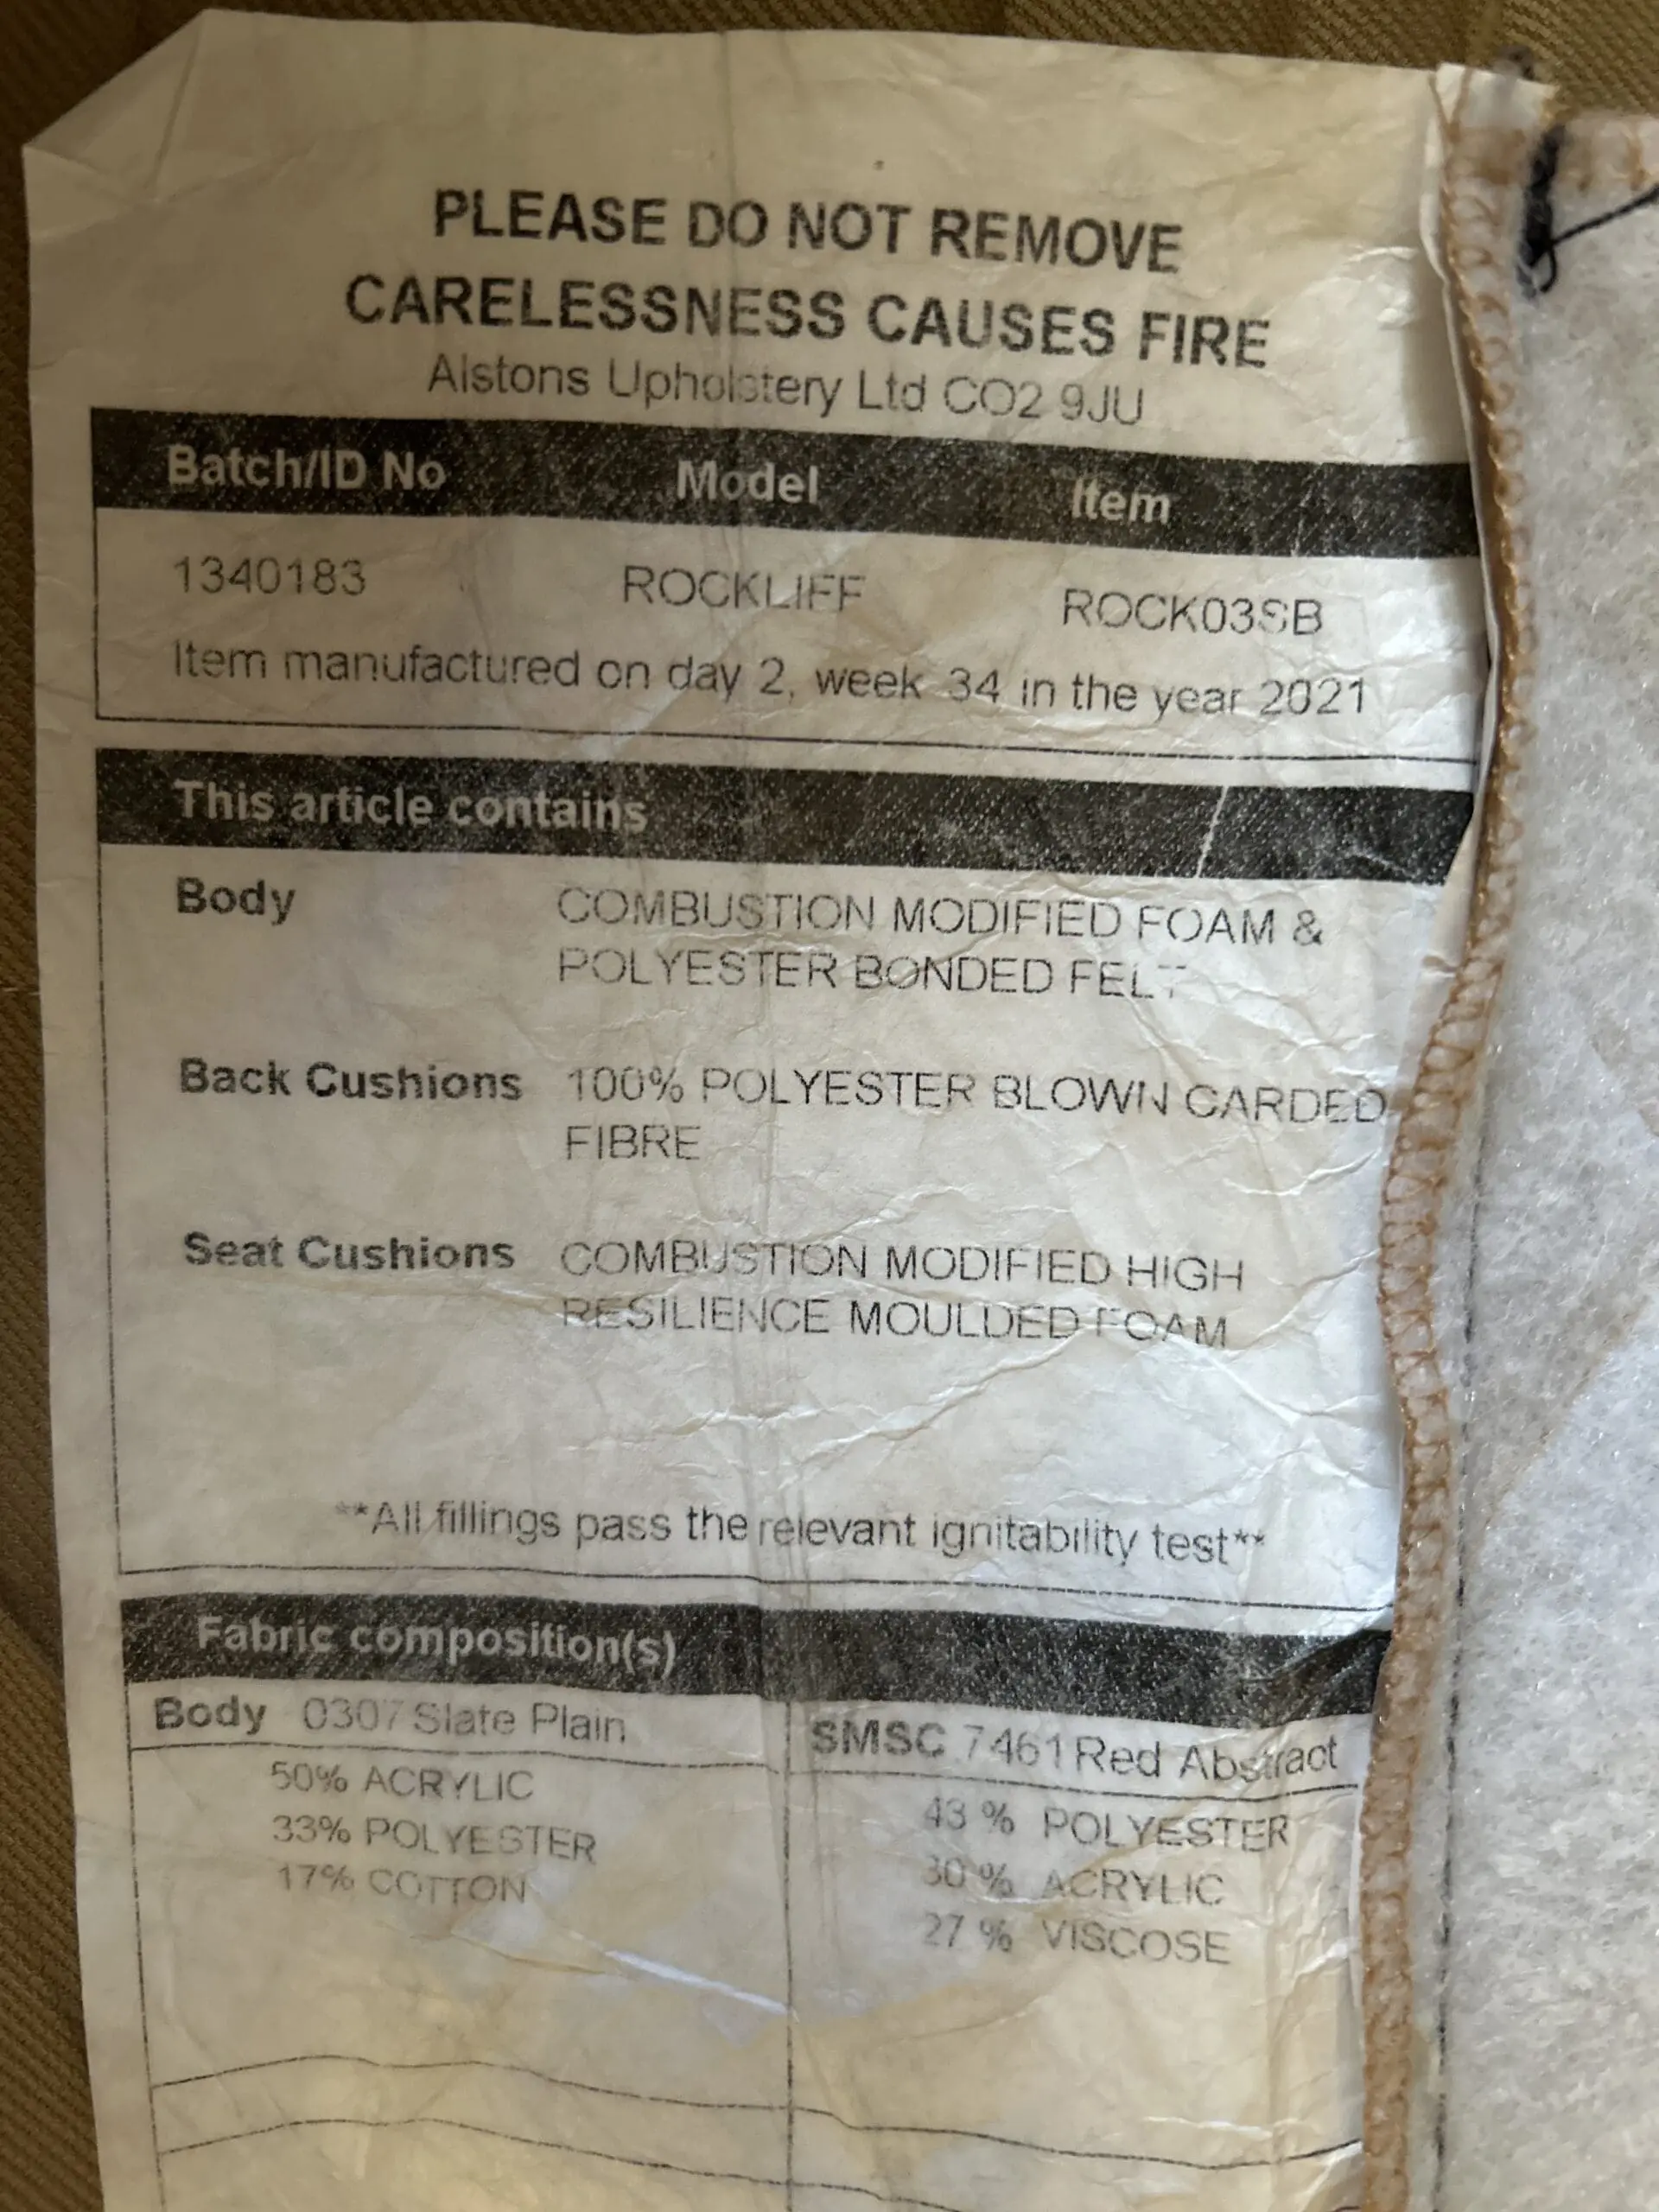 PLEASE DO NOT REMOVE
CARELESSNESS CAUSES FIRE
Alstons Upholstery Ltd CO2 9JU
Batch/ID No Model Item
1340183 ROCKLIFF ROCK03SB
Item manufactured on day 2, week 34 in the year 2021
This article contains
Body COMBUSTION MODIFIED FOAM &
POLYESTER BONDED FELT
Back Cushions 100% POLYESTER BLOWN CARDED
FIBRE
Seat Cushions COMBUSTION MODIFIED HIGH
RESILIENCE MOULDED FOAM
**All fillings pass the relevant ignitability test**
Fabric composition(s)
Body 0307 Slate Plain SMSC 7461 Red Abstract
50% ACRYLIC 43 % POLYESTER
33% POLYESTER 30 % ACRYLIC
17% COTTON 27 % VISCOSE